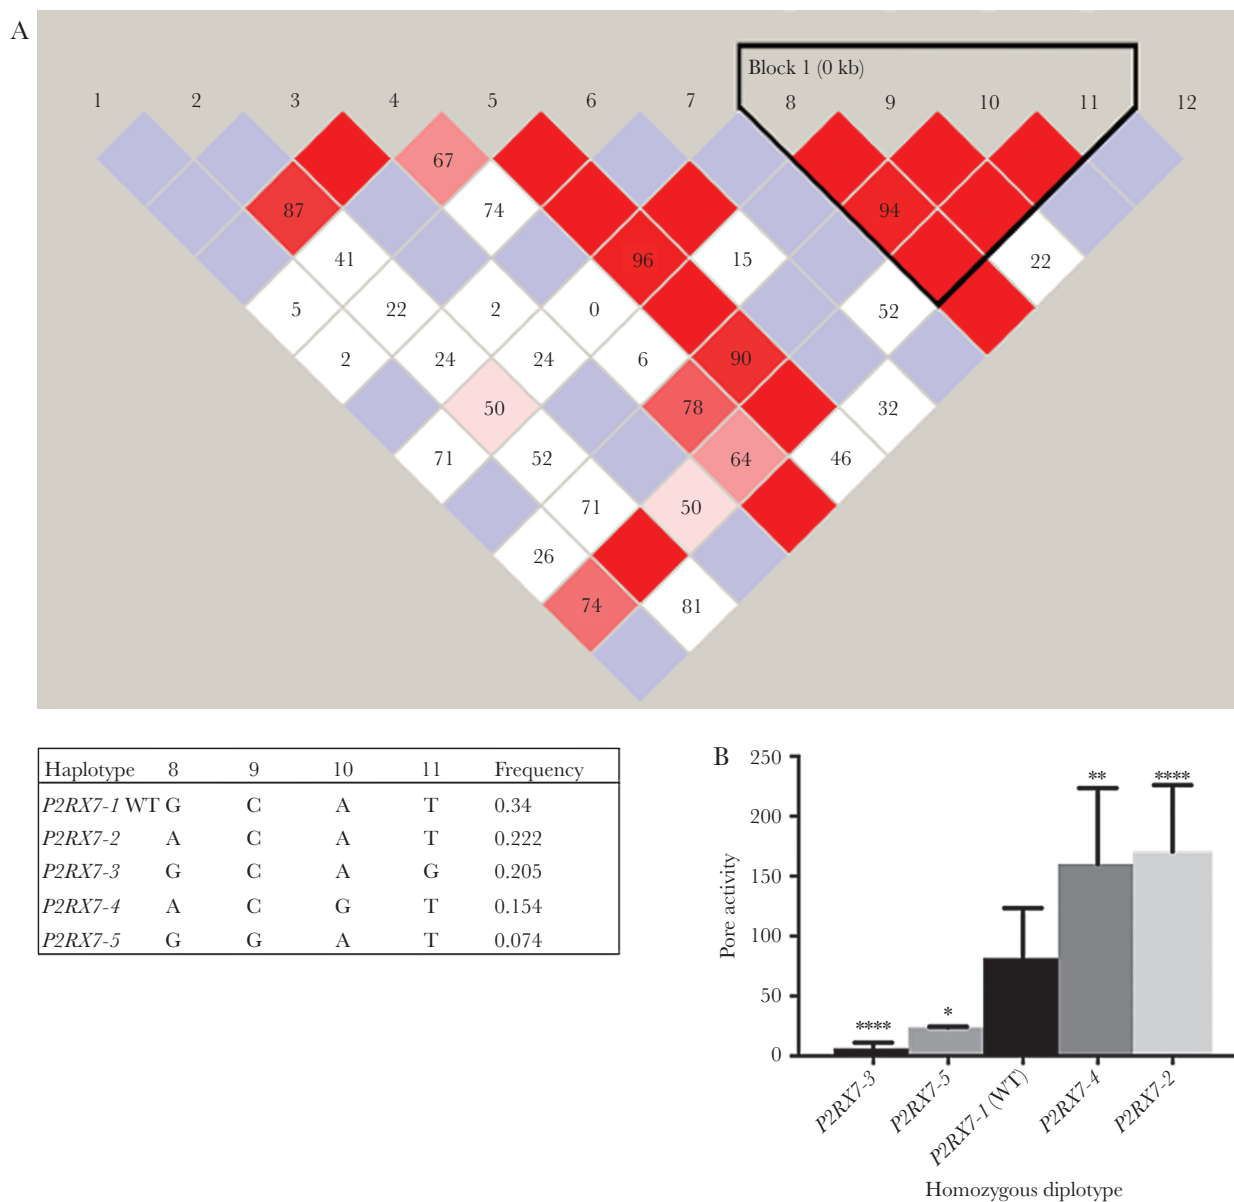 A
Block 1 (0 kb)
1 2 3 4 5 6 7 8 9 10 11 12
67
87 74 94
41 96 15 22
5 22 2 0 52
2 24 24 6 90
50 78 32
71 52 64 46
71 50
26
74 81
Haplotype 8 9 10 11 Frequency
P2RX7-1 WT G C A T 0.34
P2RX7-2 A C A T 0.222
P2RX7-3 G C A G 0.205
P2RX7-4 A C G T 0.154
P2RX7-5 G G A T 0.074
B
Pore activity
250
200
150
100
50
0
**** * ** ****
P2RX7-3
P2RX7-5
P2RX7-1 (WT)
P2RX7-4
P2RX7-2
Homozygous diplotype